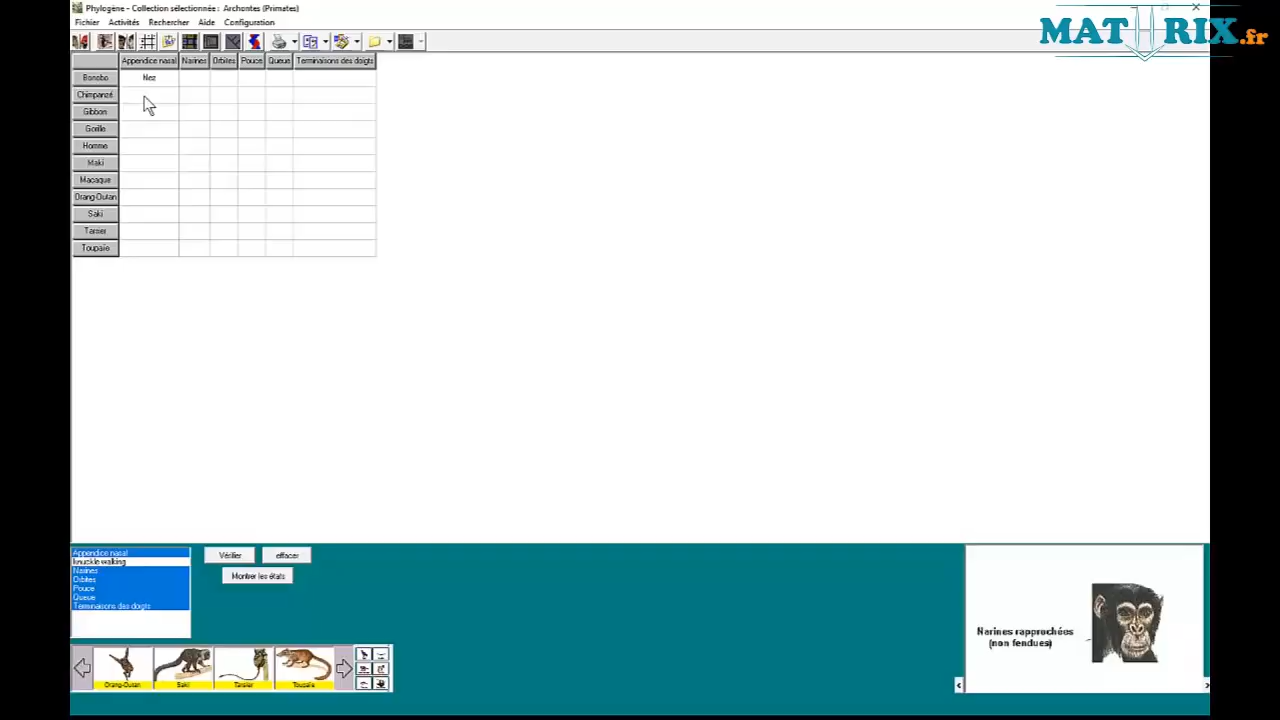 Phylogène - Collection sélectionnée : Archontes (Primates)
Fichier Activités Rechercher Aide Configuration
MATHRIX.fr
Appendice nasal Narines Orbites Pouce Queue Terminaisons des doigts
Bonobo Nez
Chimpanzé
Gibbon
Gorille
Homme
Maki
Macaque
Orang-Outan
Saki
Tarsier
Toupaïe
Appendice nasal
knuckle walking
Narines
Orbites
Pouce
Queue
Terminaisons des doigts
Vérifier effacer
Montrer les états
Narines rapprochées
(non fendues)
Orang-Outan Saki Tarsier Toupaïe